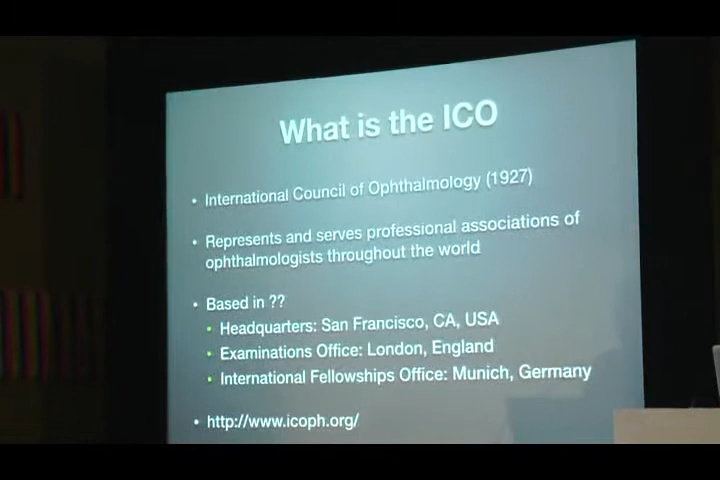 What is the ICO
• International Council of Ophthalmology (1927)
• Represents and serves professional associations of
ophthalmologists throughout the world
• Based in ??
• Headquarters: San Francisco, CA, USA
• Examinations Office: London, England
• International Fellowships Office: Munich, Germany
• http://www.icoph.org/